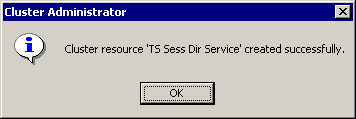 Cluster Administrator
Cluster resource 'TS Sess Dir Service' created successfully.
OK